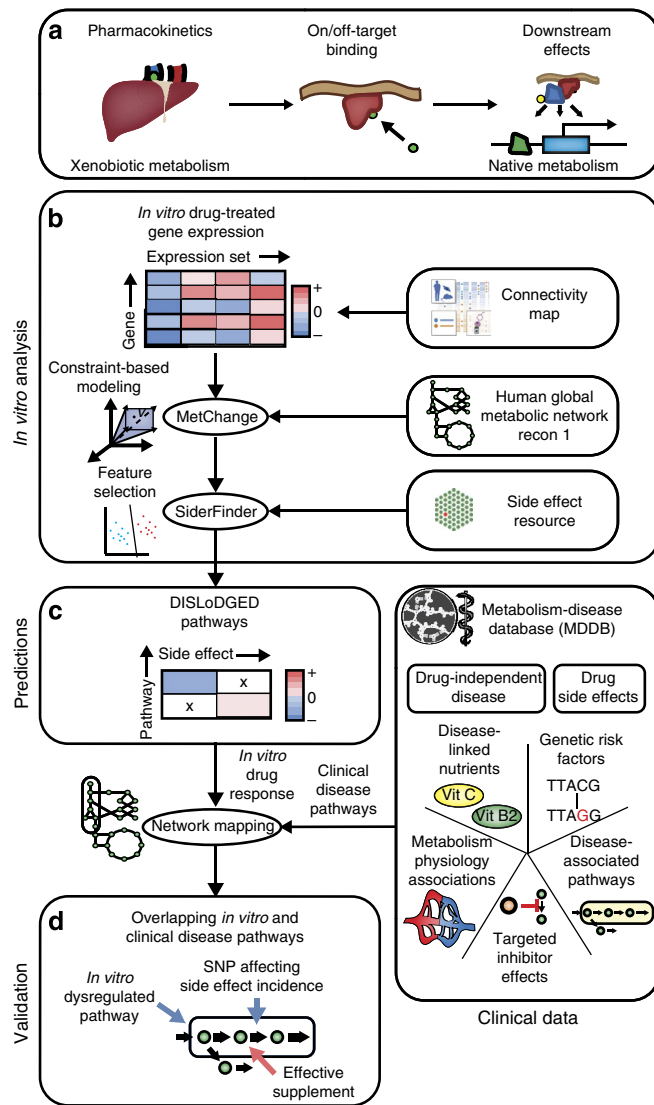 a
Pharmacokinetics
On/off-target
binding
Downstream
effects
Xenobiotic metabolism
Native metabolism
b
In vitro analysis
In vitro drug-treated
gene expression
Expression set
Gene
+
0
–
Connectivity
map
Constraint-based
modeling
MetChange
Human global
metabolic network
recon 1
Feature
selection
SiderFinder
Side effect
resource
c
Predictions
DISLoDGED
pathways
Side effect
Pathway
x
x
+
0
–
In vitro
drug
response
Clinical
disease
pathways
Network mapping
Metabolism-disease
database (MDDB)
Drug-independent
disease
Drug
side effects
Disease-
linked
nutrients
Vit C
Vit B2
Genetic risk
factors
TTACG
TTAGG
Metabolism
physiology
associations
Disease-
associated
pathways
Targeted
inhibitor
effects
Clinical data
d
Validation
Overlapping in vitro and
clinical disease pathways
In vitro
dysregulated
pathway
SNP affecting
side effect incidence
Effective
supplement